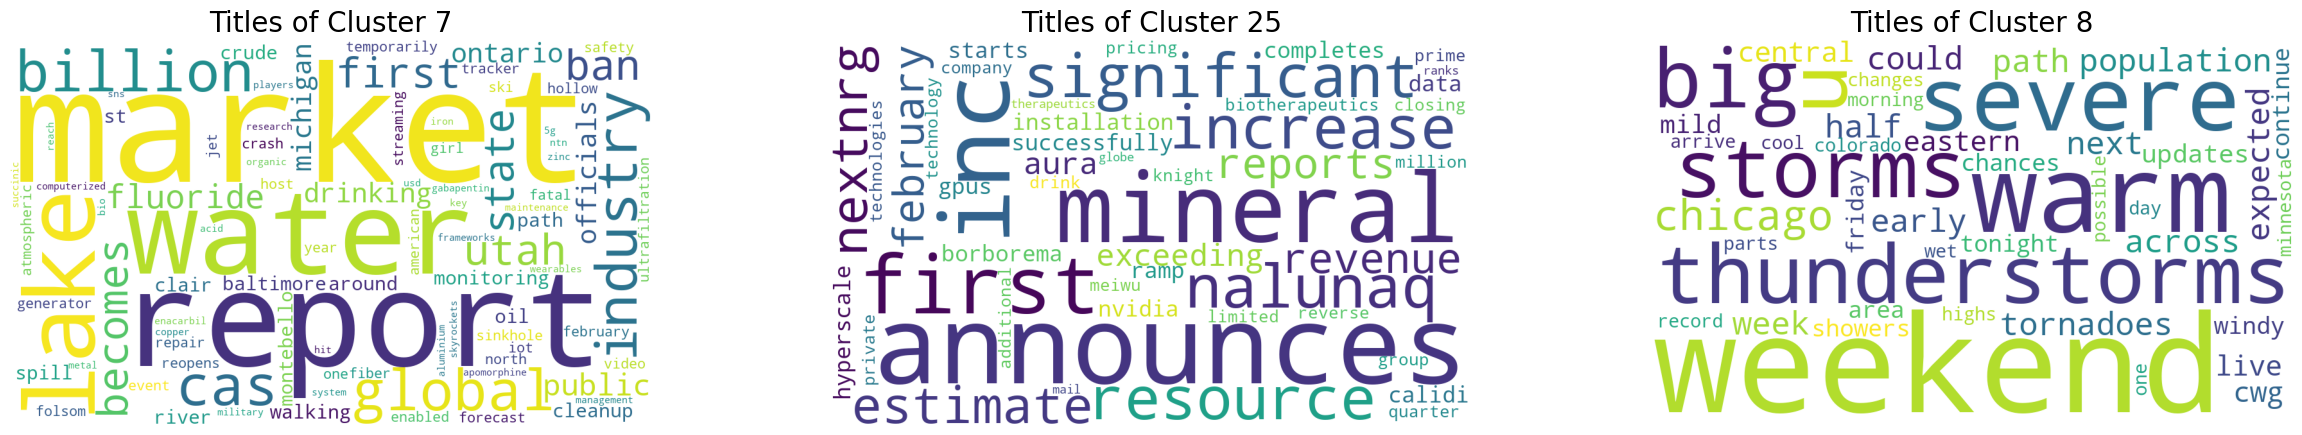 Titles of Cluster 7
billion
crude
michigan
temporarily
ontario
safety
players
first
tracker
ban
sns
ski
hollow
market
st
jet
research
crash
streaming
iron
girl
state
officials
5g
ntn
zinc
industry
reach
organic
succinic
computerized
atmospheric
lake
bio
fluoride
host
drinking
usd
gabapentin
key
fatal
maintenance
path
ultrafiltration
water
acid
year
american
frameworks
utah
wearables
becomes
clair
baltimore
around
monitoring
generator
report
montebello
oil
enacarbil
copper
repair
aluminium
skyrockets
sinkhole
iot
february
reopens
hit
north
video
spill
metal
event
cas
onefiber
apomorphine
system
global
public
management
folsom
river
military
walking
enabled
forecast
cleanup
Titles of Cluster 25
nextnrg
starts
company
pricing
completes
prime
ranks
data
february
technology
technologies
inc
significant
therapeutics
biotherapeutics
closing
installation
increase
successfully
aura
globe
reports
million
gpus
drink
knight
mineral
borborema
exceeding
revenue
ramp
meiwu
additional
first
nalunaq
hyperscale
nvidia
limited
reverse
private
announces
group
mail
estimate
resource
calidi
quarter
Titles of Cluster 8
big
central
could
path
population
n
changes
morning
severe
expected
continue
mild
arrive
cool
half
colorado
eastern
next
updates
storms
chances
possible
warm
chicago
friday
early
day
minnesota
parts
wet
tonight
across
thunderstorms
record
week
area
showers
highs
tornadoes
windy
weekend
one
live
cwg